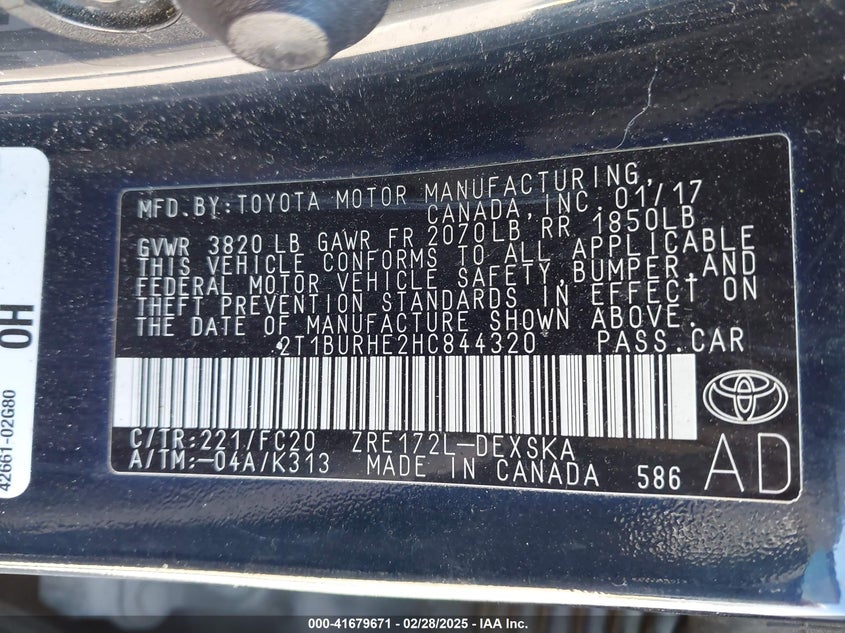 MFD. BY: TOYOTA MOTOR MANUFACTURING,
CANADA, INC. 01/17
GVWR 3820 LB GAWR FR 2070LB RR 1850LB
THIS VEHICLE CONFORMS TO ALL APPLICABLE
FEDERAL MOTOR VEHICLE SAFETY, BUMPER, AND
THEFT PREVENTION STANDARDS IN EFFECT ON
THE DATE OF MANUFACTURE SHOWN ABOVE.
2T1BURHE2HC844320 PASS.CAR
C/TR:221/FC20 ZRE172L-DEXSKA
A/TM:-04A/K313 MADE IN CANADA 586
AD
42661-02G80
OH
000-41679671 / 02/28/2025 - IAA Inc.